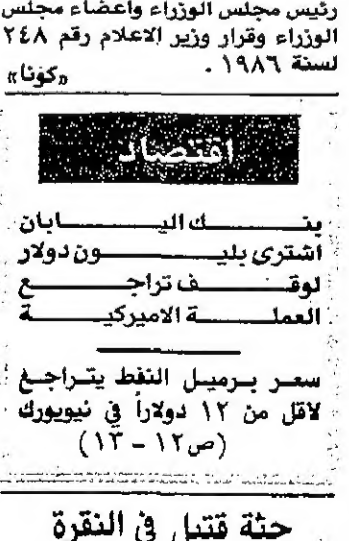 رئيس مجلس الوزراء واعضاء مجلس
الوزراء وقرار وزير الاعلام رقم ٢٤٨
لسنة ١٩٨٦ .
«كونا»
اقتصاد
بنك اليابان
اشترى بليون دولار
لوقف تراجع
العملة الاميركية
سعر برميل النفط يتراجع
لاقل من ١٢ دولاراً في نيويورك
(ص١٢ - ١٣)
جثة قتيل في النقرة